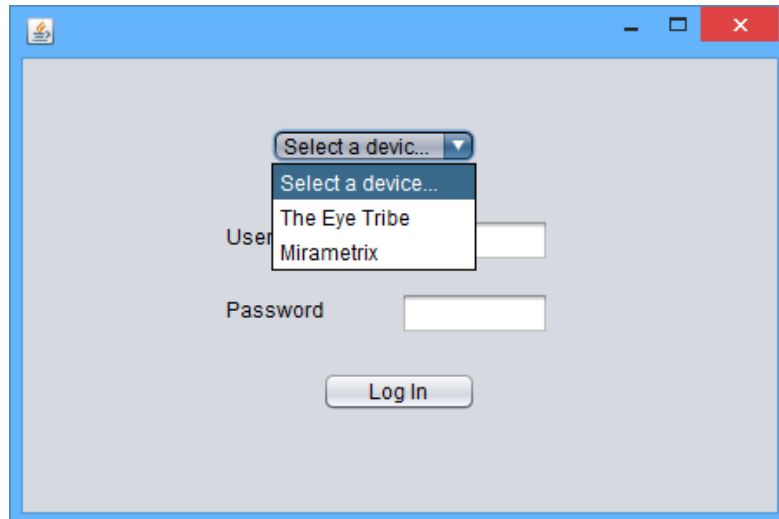 Select a devic...
Select a device...
The Eye Tribe
User
Mirametrix
Password
Log In